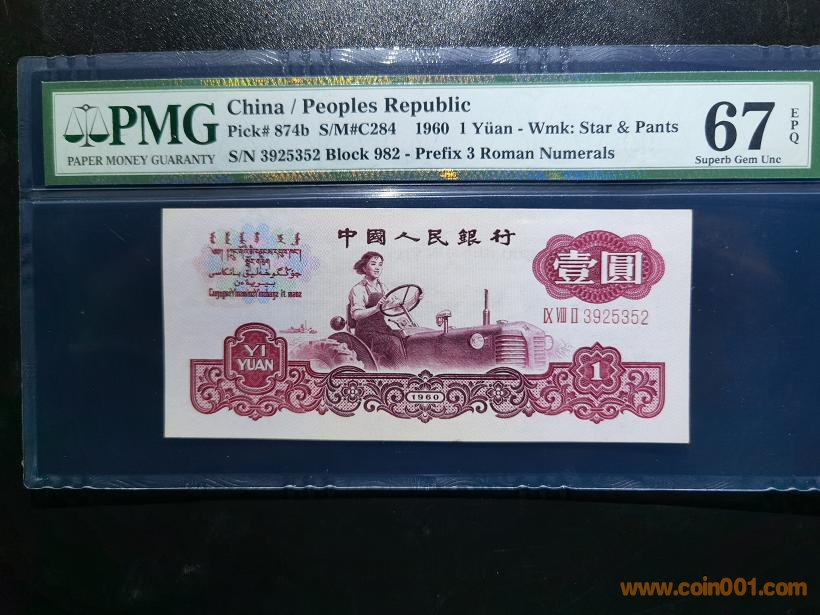 PMG
PAPER MONEY GUARANTY
China / Peoples Republic
Pick# 874b S/M#C284 1960 1 Yüan - Wmk: Star & Pants
S/N 3925352 Block 982 - Prefix 3 Roman Numerals
67
Superb Gem Unc
EPQ
中國人民銀行
壹圓
IX VIII II 3925352
YI
YUAN
1960
1
www.coin001.com